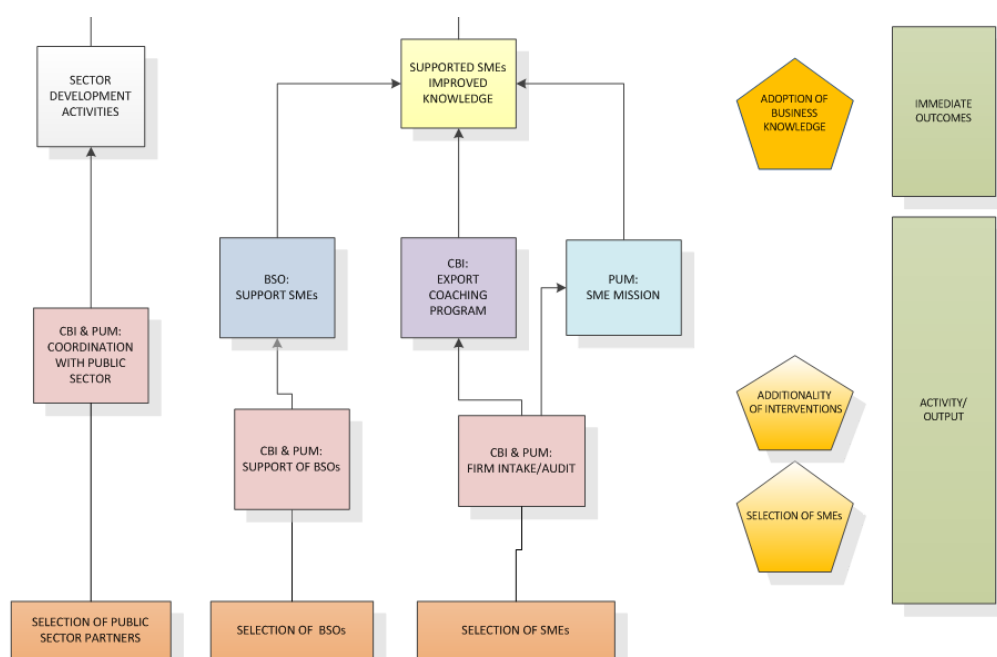 SECTOR
DEVELOPMENT
ACTIVITIES
SUPPORTED SMEs
IMPROVED
KNOWLEDGE
ADOPTION OF
BUSINESS
KNOWLEDGE
IMMEDIATE
OUTCOMES
BSO:
SUPPORT SMEs
CBI:
EXPORT
COACHING
PROGRAM
PUM:
SME MISSION
CBI & PUM:
COORDINATION
WITH PUBLIC
SECTOR
ADDITIONALITY
OF INTERVENTIONS
ACTIVITY/
OUTPUT
CBI & PUM:
SUPPORT OF BSOs
CBI & PUM:
FIRM INTAKE/AUDIT
SELECTION OF SMEs
SELECTION OF PUBLIC
SECTOR PARTNERS
SELECTION OF BSOs
SELECTION OF SMEs